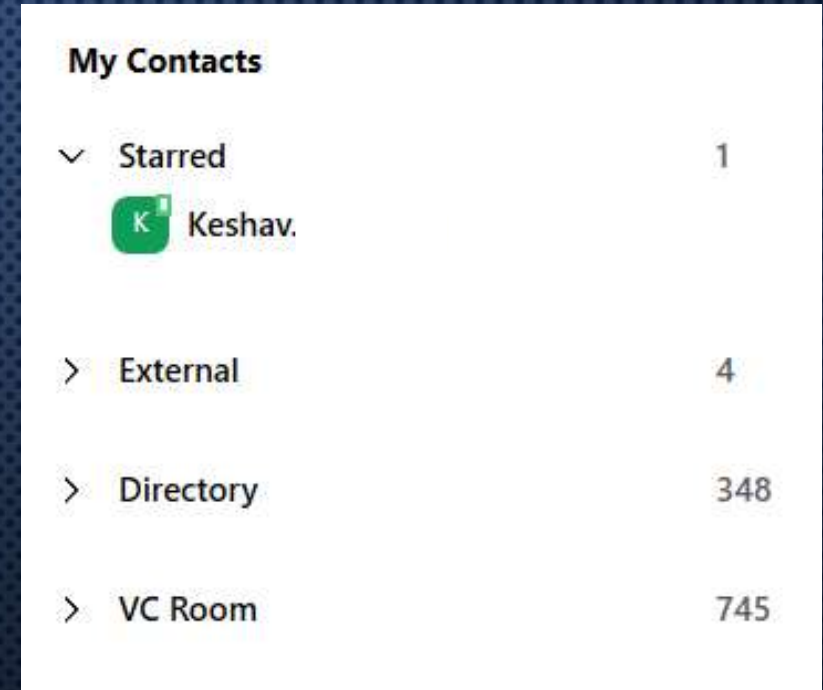 My Contacts
Starred 1
K Keshav.
External 4
Directory 348
VC Room 745